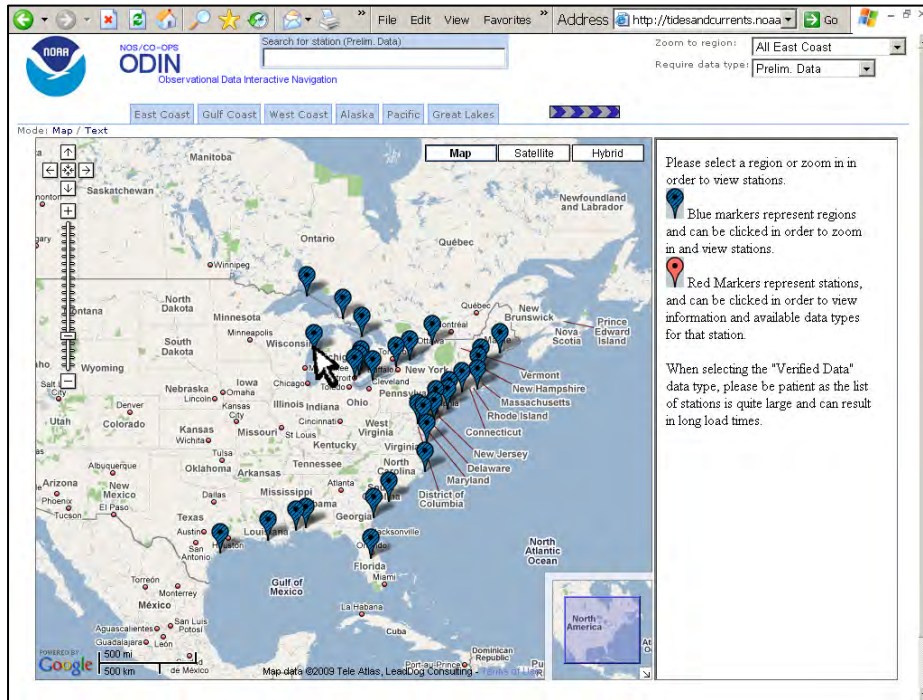 » File Edit View Favorites » Address http://tidesandcurrents.noaa Go
NOAA
NOS/CO-OPS
ODIN
Observational Data Interactive Navigation
Search for station (Prelim. Data)
Zoom to region: All East Coast
Require data type: Prelim. Data
East Coast Gulf Coast West Coast Alaska Pacific Great Lakes
Mode: Map / Text
Map Satellite Hybrid
Manitoba
Saskatchewan
Newfoundland
and Labrador
Ontario
Québec
Winnipeg
North
Dakota
Minnesota
Minneapolis
Wisconsin
South
Dakota
Wyoming
Québec
New
Brunswick
Nova
Scotia
Prince
Edward
Island
Ottawa
Maine
Vermont
New Hampshire
Massachusetts
Rhode Island
Connecticut
New Jersey
Delaware
Maryland
District of
Columbia
New York
Cleveland
Chicago
Iowa
Omaha
Nebraska
Lincoln
Illinois
Indiana
Ohio
Denver
Colorado
Utah
Kansas
City
Kansas
Wichita
Missouri
St Louis
Cincinnati
West
Virginia
Kentucky
Virginia
Tulsa
Oklahoma
Arkansas
Tennessee
North
Carolina
Albuquerque
Arizona
New
Mexico
Phoenix
Tucson
El Paso
Dallas
Mississippi
Atlanta
Georgia
Texas
Austin
San
Antonio
Houston
Florida
Miami
North
Atlantic
Ocean
Gulf of
Mexico
Torreón
Monterrey
México
La Habana
Cuba
Aguascalientes
San Luis
Potosí
Guadalajara
León
de México
Dominican
Republic
Port-au-Prince
North
America
POWERED BY
Google
500 mi
500 km
Map data ©2009 Tele Atlas, LeadDog Consulting - Terms of Use
Please select a region or zoom in in
order to view stations.
Blue markers represent regions
and can be clicked in order to zoom
in and view stations.
Red Markers represent stations,
and can be clicked in order to view
information and available data types
for that station.
When selecting the "Verified Data"
data type, please be patient as the list
of stations is quite large and can result
in long load times.